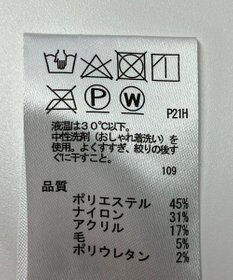 P W
P21H
液温は30℃以下。
中性洗剤（おしゃれ着洗い）を
使用。よくすすぎ、絞りの後す
ぐに干すこと。
109
品質
ポリエステル 45%
ナイロン 31%
アクリル 17%
毛 5%
ポリウレタン 2%